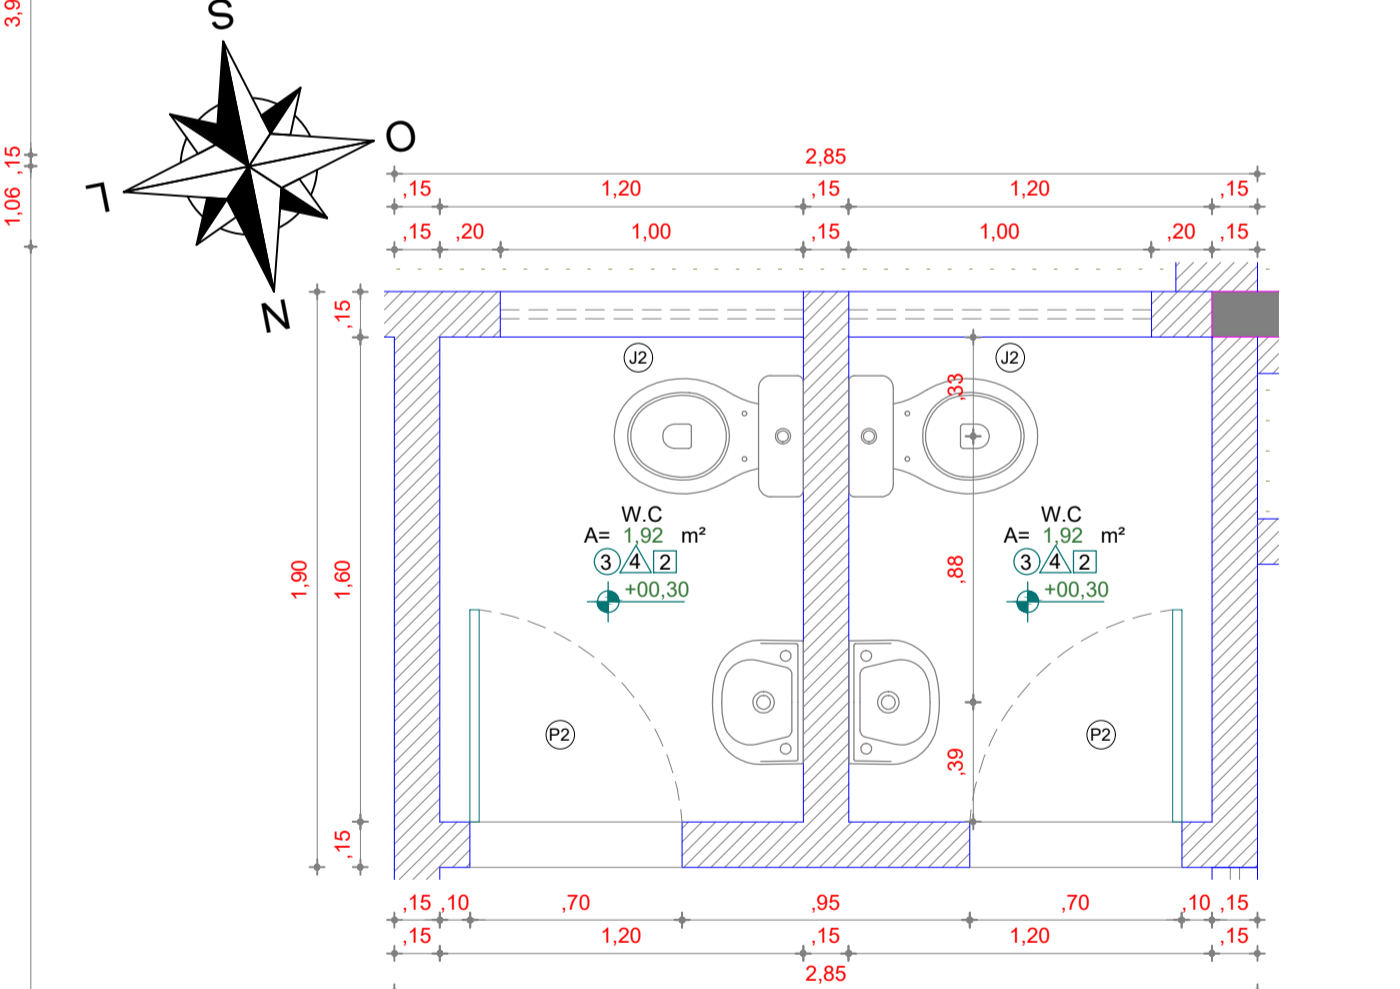 3,9
S
O
L
N
,15
1,06
2,85
,15 1,20 ,15 1,20 ,15
,15 ,20 1,00 ,15 1,00 ,20 ,15
,15
J2 J2
,33
W.C W.C
A= 1,92 m² A= 1,92 m²
3 4 2 3 4 2
+00,30 +00,30
1,90 1,60 ,88
P2 P2
,39
,15
,15 ,10 ,70 ,95 ,70 ,10 ,15
,15 1,20 ,15 1,20 ,15
2,85